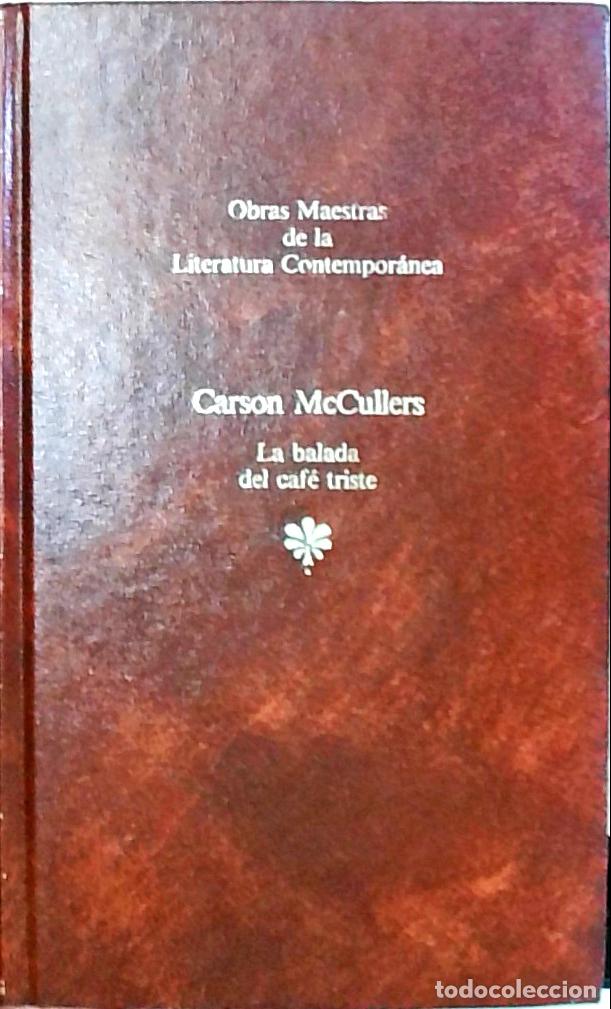 Obras Maestras
de la
Literatura Contemporánea
Carson McCullers
La balada
del café triste
todocoleccion